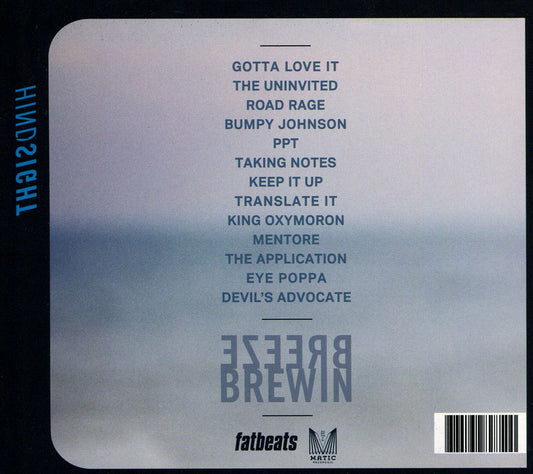 HINDSIGHT
GOTTA LOVE IT
THE UNINVITED
ROAD RAGE
BUMPY JOHNSON
PPT
TAKING NOTES
KEEP IT UP
TRANSLATE IT
KING OXYMORON
MENTORE
THE APPLICATION
EYE POPPA
DEVIL'S ADVOCATE
BREEZE
BREWIN
fatbeats
MATIC